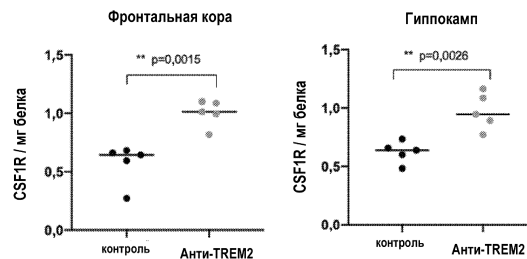 Фронтальная кора
CSF1R / мг белка
1,5
1,0
0,5
0,0
** p=0,0015
контроль
Анти-TREM2
Гиппокамп
CSF1R / мг белка
1,5
1,0
0,5
0,0
** p=0,0026
контроль
Анти-TREM2